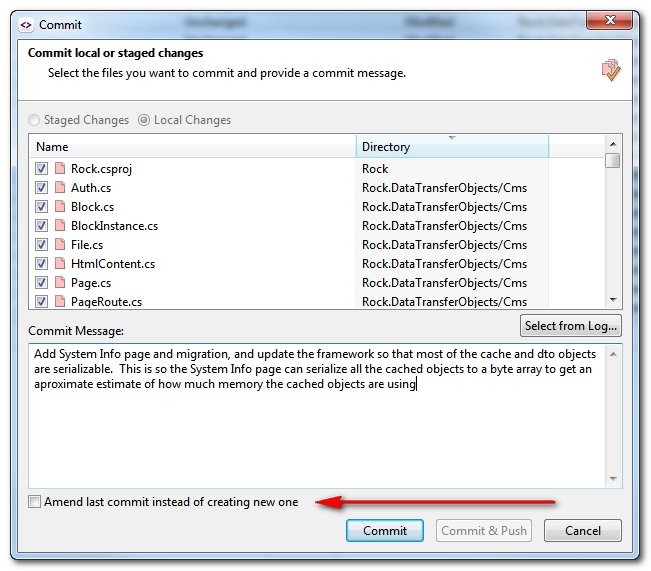 Unchanged Modified Rock.DataTra
Commit
Commit local or staged changes
Select the files you want to commit and provide a commit message.
Staged Changes Local Changes
Name Directory
Rock.csproj Rock
Auth.cs Rock.DataTransferObjects/Cms
Block.cs Rock.DataTransferObjects/Cms
BlockInstance.cs Rock.DataTransferObjects/Cms
File.cs Rock.DataTransferObjects/Cms
HtmlContent.cs Rock.DataTransferObjects/Cms
Page.cs Rock.DataTransferObjects/Cms
PageRoute.cs Rock.DataTransferObjects/Cms
Select from Log...
Commit Message:
Add System Info page and migration, and update the framework so that most of the cache and dto objects
are serializable.  This is so the System Info page can serialize all the cached objects to a byte array to get an
aproximate estimate of how much memory the cached objects are using
Amend last commit instead of creating new one
Commit Commit & Push Cancel